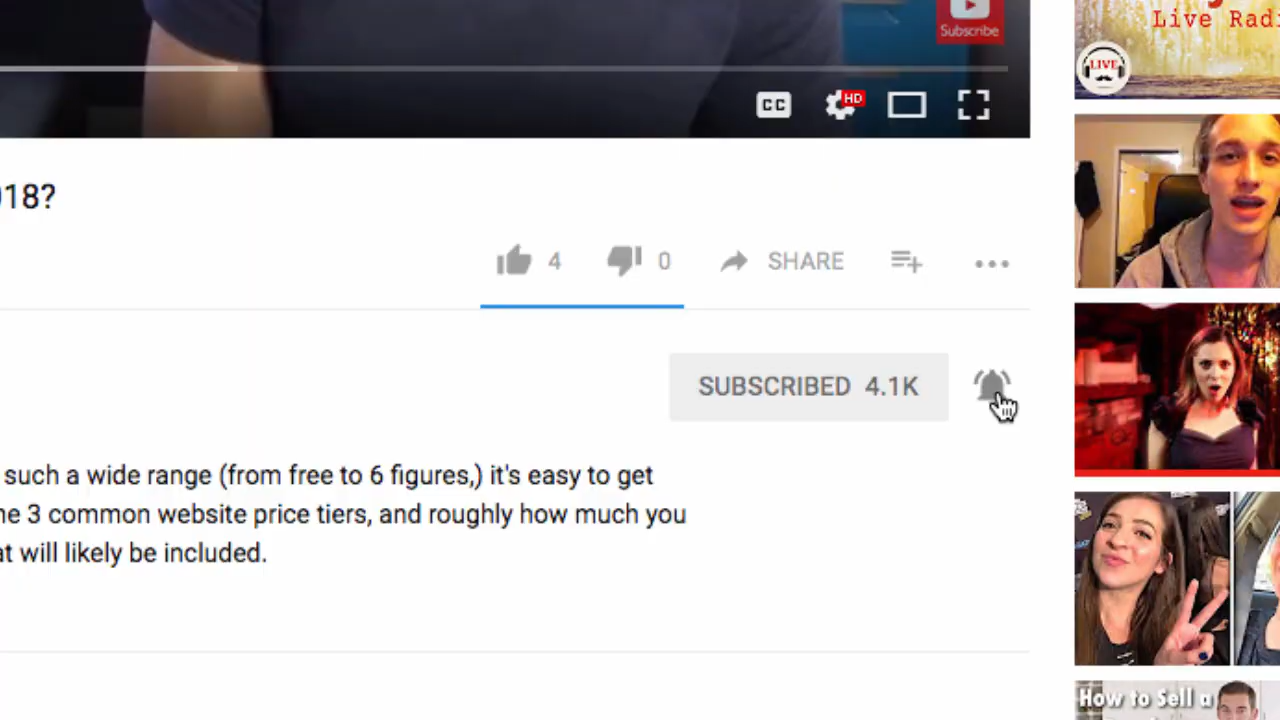 Live Radi
Subscribe
LIVE
CC
HD
018?
4
0
SHARE
SUBSCRIBED 4.1K
such a wide range (from free to 6 figures,) it's easy to get
ne 3 common website price tiers, and roughly how much you
at will likely be included.
How to Sell a